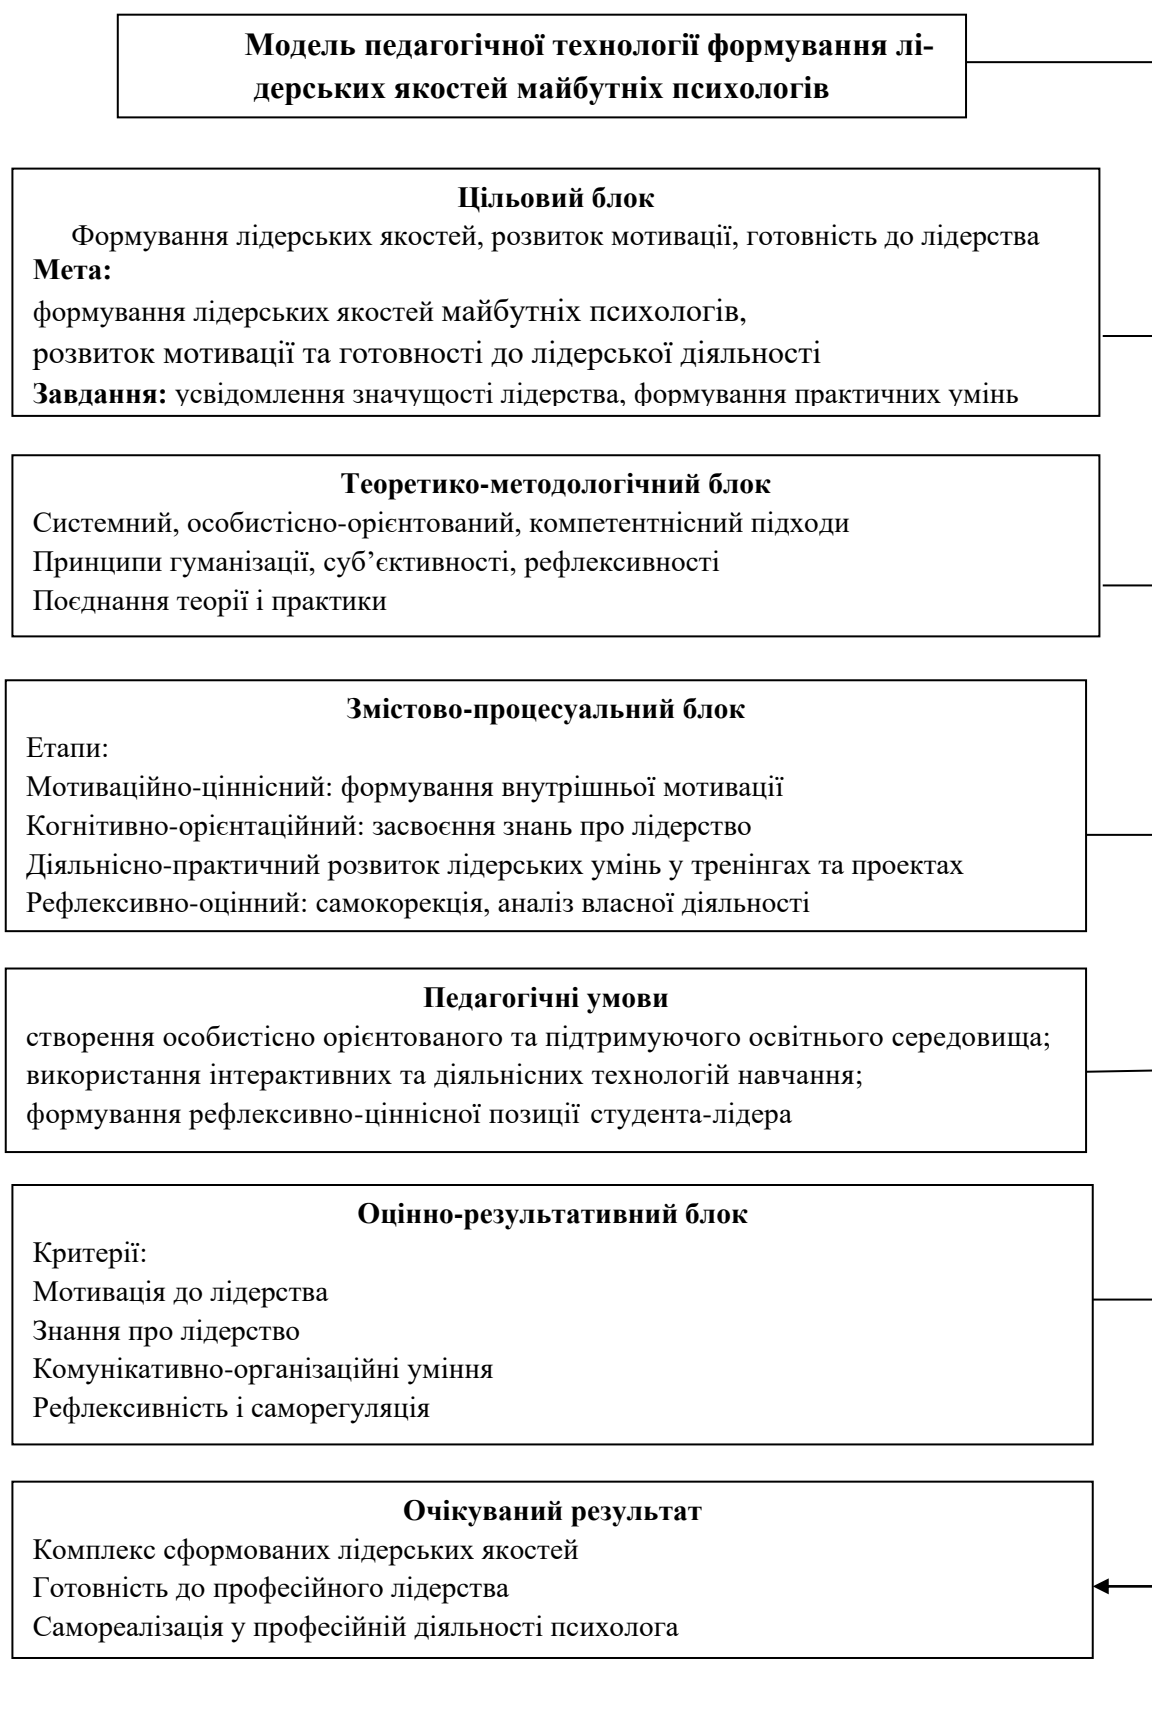 Модель педагогічної технології формування лі-
дерських якостей майбутніх психологів
Цільовий блок
Формування лідерських якостей, розвиток мотивації, готовність до лідерства
Мета:
формування лідерських якостей майбутніх психологів,
розвиток мотивації та готовності до лідерської діяльності
Завдання: усвідомлення значущості лідерства, формування практичних умінь
Теоретико-методологічний блок
Системний, особистісно-орієнтований, компетентнісний підходи
Принципи гуманізації, суб’єктивності, рефлексивності
Поєднання теорії і практики
Змістово-процесуальний блок
Етапи:
Мотиваційно-ціннісний: формування внутрішньої мотивації
Когнітивно-орієнтаційний: засвоєння знань про лідерство
Діяльнісно-практичний розвиток лідерських умінь у тренінгах та проектах
Рефлексивно-оцінний: самокорекція, аналіз власної діяльності
Педагогічні умови
створення особистісно орієнтованого та підтримуючого освітнього середовища;
використання інтерактивних та діяльнісних технологій навчання;
формування рефлексивно-ціннісної позиції студента-лідера
Оцінно-результативний блок
Критерії:
Мотивація до лідерства
Знання про лідерство
Комунікативно-організаційні уміння
Рефлексивність і саморегуляція
Очікуваний результат
Комплекс сформованих лідерських якостей
Готовність до професійного лідерства
Самореалізація у професійній діяльності психолога